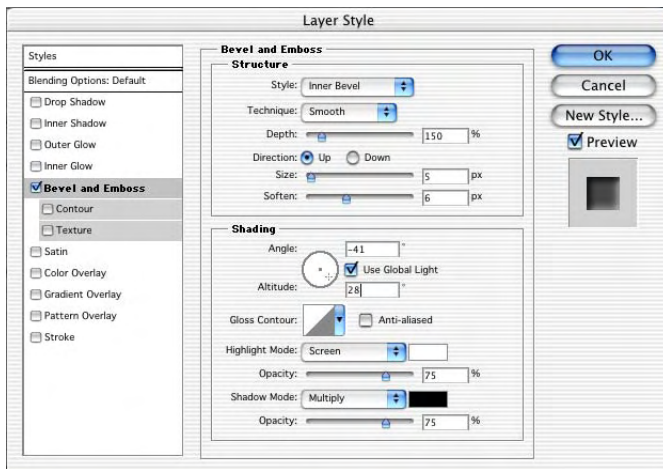 Layer Style
Styles
Blending Options: Default
Drop Shadow
Inner Shadow
Outer Glow
Inner Glow
Bevel and Emboss
Contour
Texture
Satin
Color Overlay
Gradient Overlay
Pattern Overlay
Stroke
Bevel and Emboss
Structure
Style: Inner Bevel
Technique: Smooth
Depth: 150 %
Direction: Up Down
Size: 5 px
Soften: 6 px
Shading
Angle: -41 °
Use Global Light
Altitude: 28 °
Gloss Contour: Anti-aliased
Highlight Mode: Screen
Opacity: 75 %
Shadow Mode: Multiply
Opacity: 75 %
OK
Cancel
New Style...
Preview